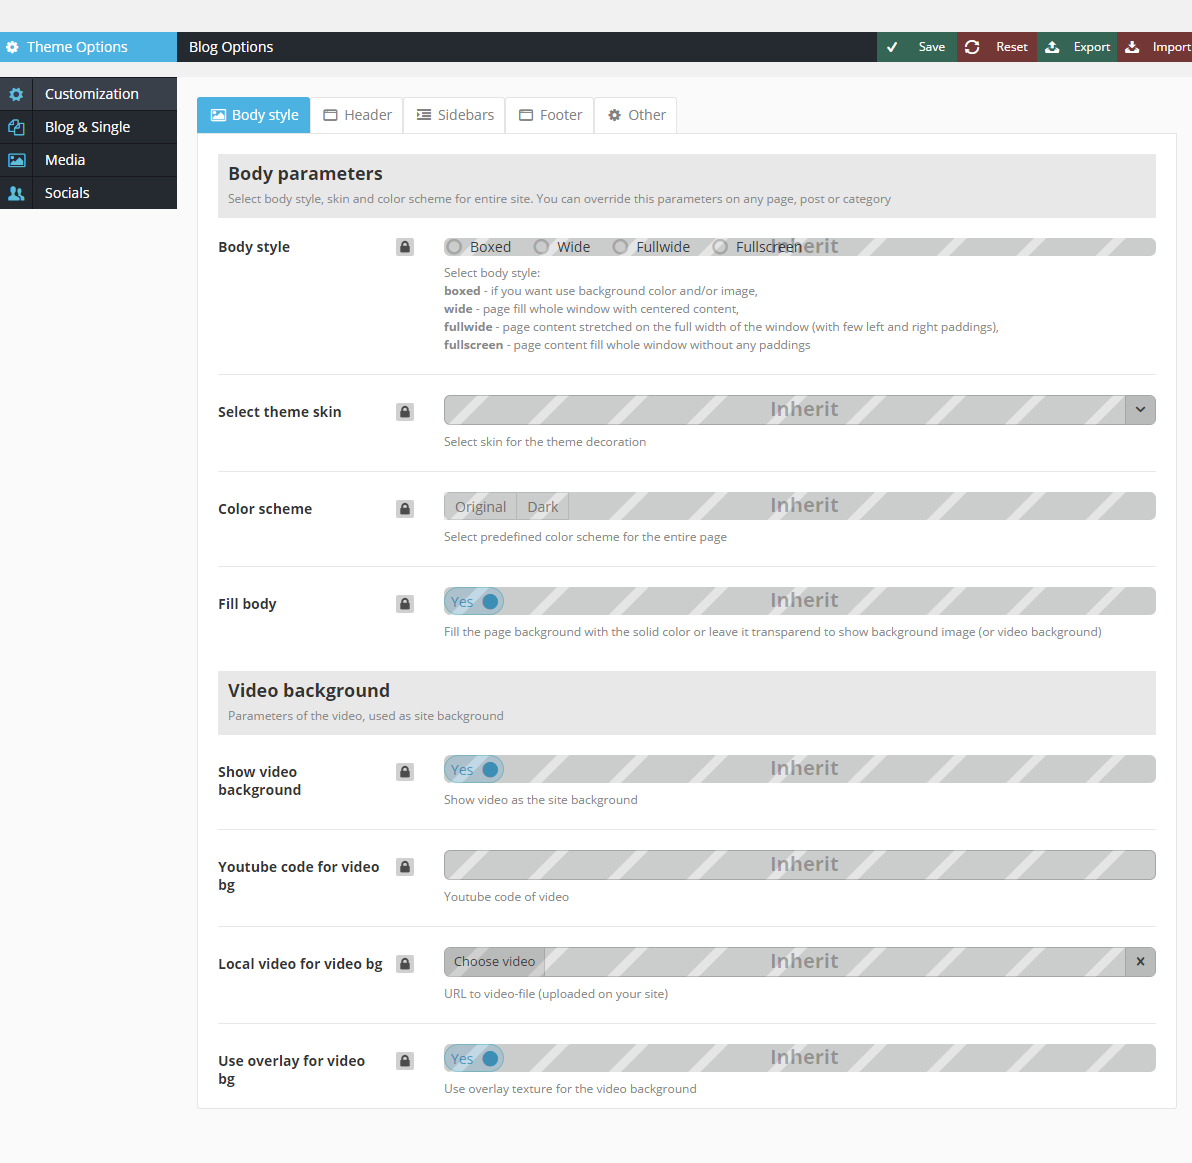 Theme Options
Blog Options
Save
Reset
Export
Import
Customization
Blog & Single
Media
Socials
Body style
Header
Sidebars
Footer
Other
Body parameters
Select body style, skin and color scheme for entire site. You can override this parameters on any page, post or category
Body style
Boxed
Wide
Fullwide
Fullscreen
Inherit
Select body style:
boxed - if you want use background color and/or image,
wide - page fill whole window with centered content,
fullwide - page content stretched on the full width of the window (with few left and right paddings),
fullscreen - page content fill whole window without any paddings
Select theme skin
Inherit
Select skin for the theme decoration
Color scheme
Original
Dark
Inherit
Select predefined color scheme for the entire page
Fill body
Yes
Inherit
Fill the page background with the solid color or leave it transparend to show background image (or video background)
Video background
Parameters of the video, used as site background
Show video
background
Yes
Inherit
Show video as the site background
Youtube code for video
bg
Inherit
Youtube code of video
Local video for video bg
Choose video
Inherit
URL to video-file (uploaded on your site)
Use overlay for video
bg
Yes
Inherit
Use overlay texture for the video background